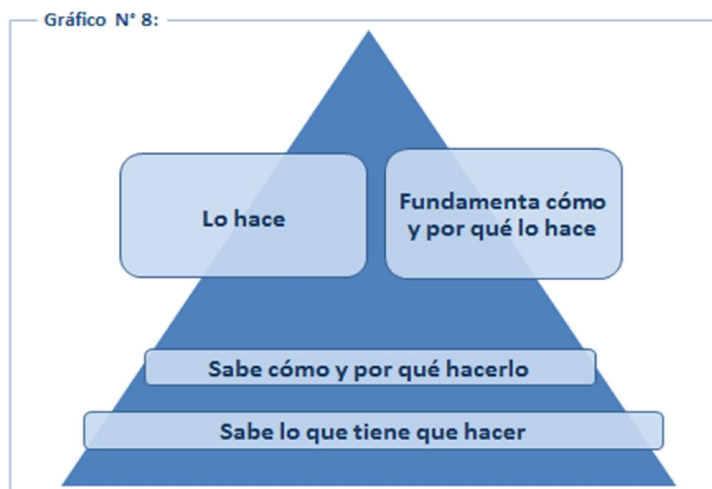 Gráfico N° 8:
Lo hace
Fundamenta cómo
y por qué lo hace
Sabe cómo y por qué hacerlo
Sabe lo que tiene que hacer